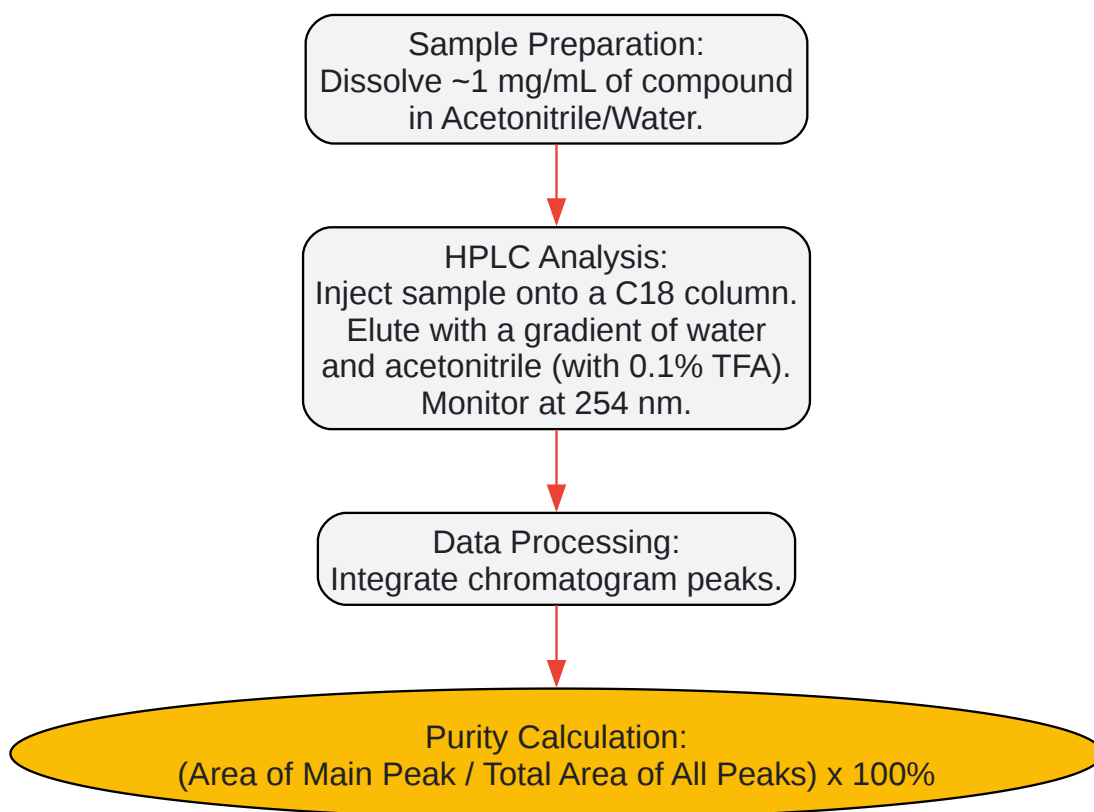 Sample Preparation:
Dissolve ~1 mg/mL of compound
in Acetonitrile/Water.
HPLC Analysis:
Inject sample onto a C18 column.
Elute with a gradient of water
and acetonitrile (with 0.1% TFA).
Monitor at 254 nm.
Data Processing:
Integrate chromatogram peaks.
Purity Calculation:
(Area of Main Peak / Total Area of All Peaks) x 100%